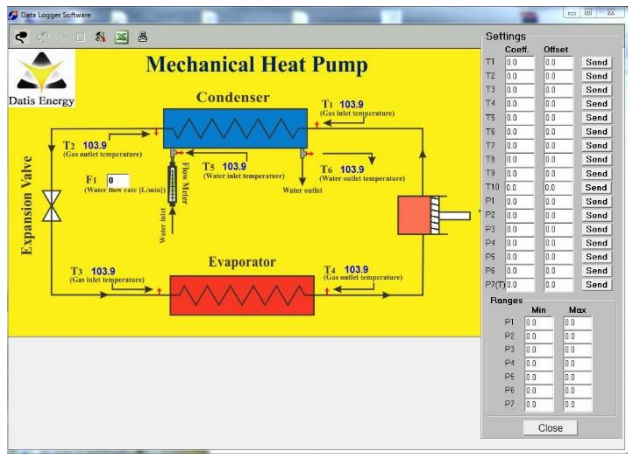 Data Logger Software
Mechanical Heat Pump
Datis Energy
Condenser
T1 103.9
(Gas inlet temperature)
T2 103.9
(Gas outlet temperature)
T5 103.9
(Water inlet temperature)
T6 103.9
(Water outlet temperature)
F1 0
(Water flow rate [L/min])
Flow Meter
Water inlet
Water outlet
Expansion Valve
Evaporator
T3 103.9
(Gas inlet temperature)
T4 103.9
(Gas outlet temperature)
Settings
Coeff. Offset
T1 0.0 0.0 Send
T2 0.0 0.0 Send
T3 0.0 0.0 Send
T4 0.0 0.0 Send
T5 0.0 0.0 Send
T6 0.0 0.0 Send
T7 0.0 0.0 Send
T8 0.0 0.0 Send
T9 0.0 0.0 Send
T10 0.0 0.0 Send
P1 0.0 0.0 Send
P2 0.0 0.0 Send
P3 0.0 0.0 Send
P4 0.0 0.0 Send
P5 0.0 0.0 Send
P6 0.0 0.0 Send
P7(T) 0.0 0.0 Send
Ranges
Min Max
P1 0.0 0.0
P2 0.0 0.0
P3 0.0 0.0
P4 0.0 0.0
P5 0.0 0.0
P6 0.0 0.0
P7 0.0 0.0
Close